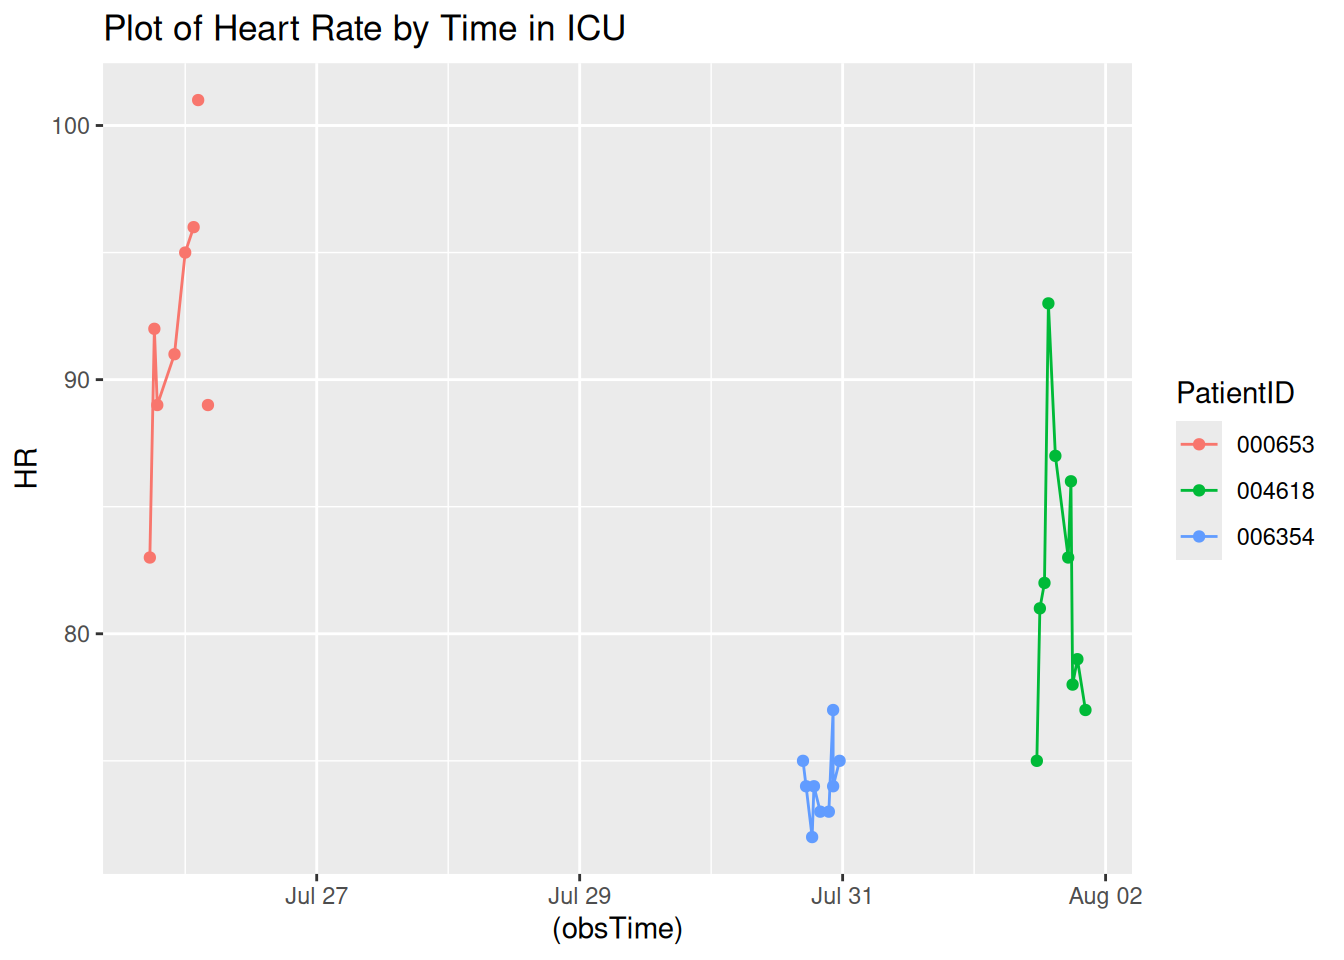 Plot of Heart Rate by Time in ICU
100
90
80
HR
Jul 27
Jul 29
Jul 31
Aug 02
(obsTime)
PatientID
000653
004618
006354